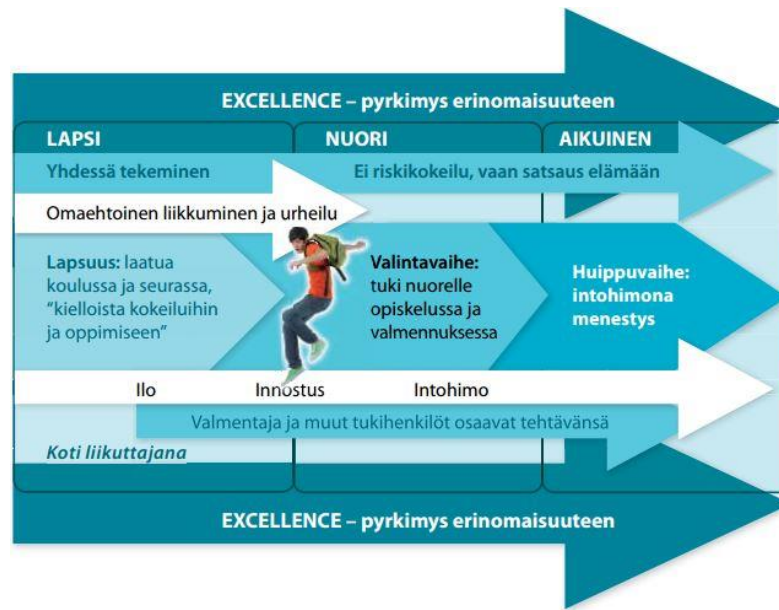 EXCELLENCE – pyrkimys erinomaisuuteen
LAPSI
NUORI
AIKUINEN
Yhdessä tekeminen
Ei riskikokeilu, vaan satsaus elämään
Omaehtoinen liikkuminen ja urheilu
Lapsuus: laatua
koulussa ja seurassa,
“kielloista kokeiluihin
ja oppimiseen”
Valintavaihe:
tuki nuorelle
opiskelussa ja
valmennuksessa
Huippuvaihe:
intohimona
menestys
Ilo
Innostus
Intohimo
Valmentaja ja muut tukihenkilöt osaavat tehtävänsä
Koti liikuttajana
EXCELLENCE – pyrkimys erinomaisuuteen